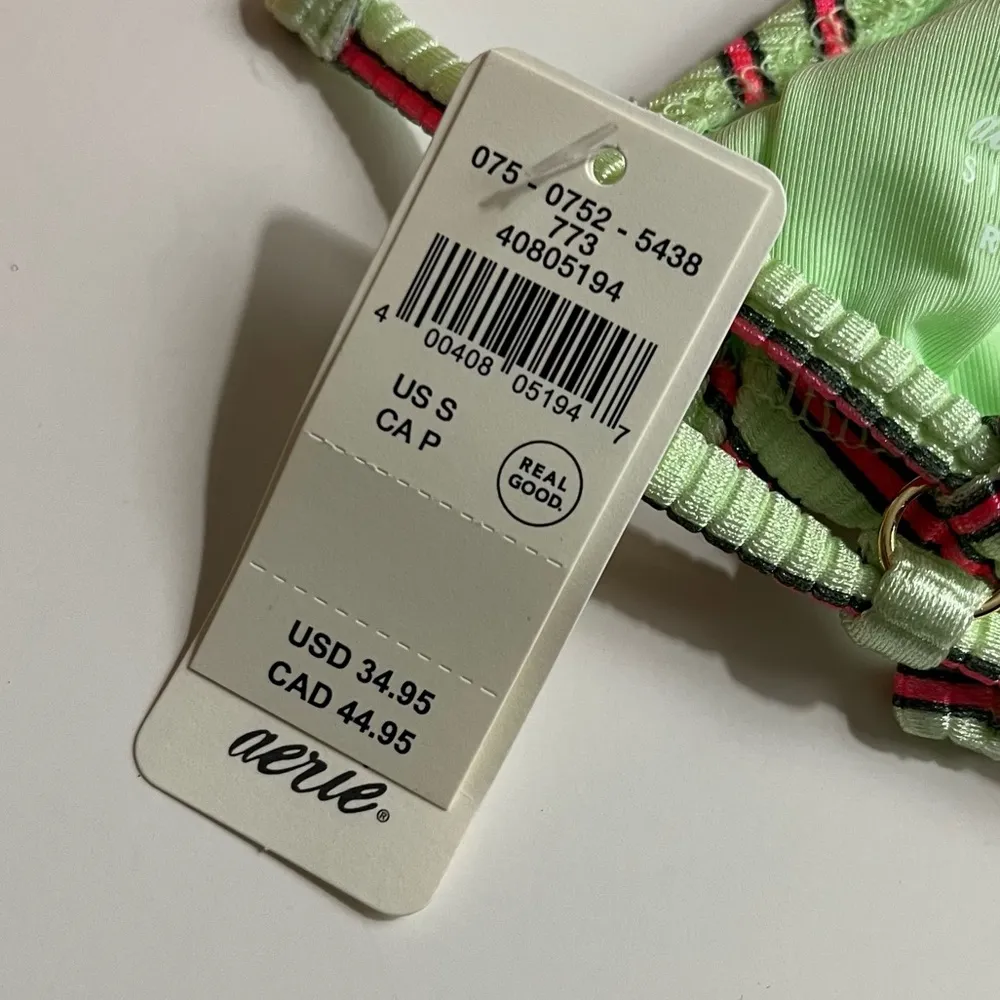 075 - 0752 - 5438
773
40805194
4 00408 05194 7
US S
CA P
REAL
GOOD.
USD 34.95
CAD 44.95
aerie®
S
R